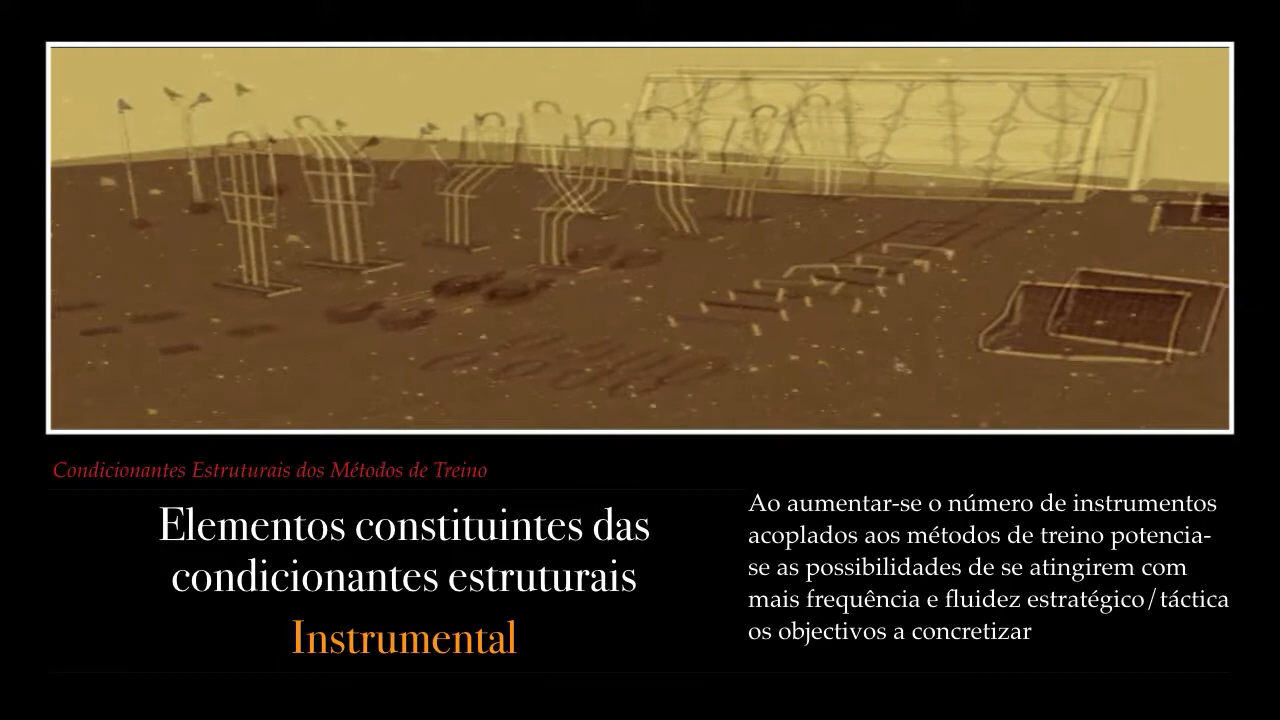 Condicionantes Estruturais dos Métodos de Treino
Elementos constituintes das
condicionantes estruturais
Instrumental
Ao aumentar-se o número de instrumentos
acoplados aos métodos de treino potencia-
se as possibilidades de se atingirem com
mais frequência e fluidez estratégico/táctica
os objectivos a concretizar